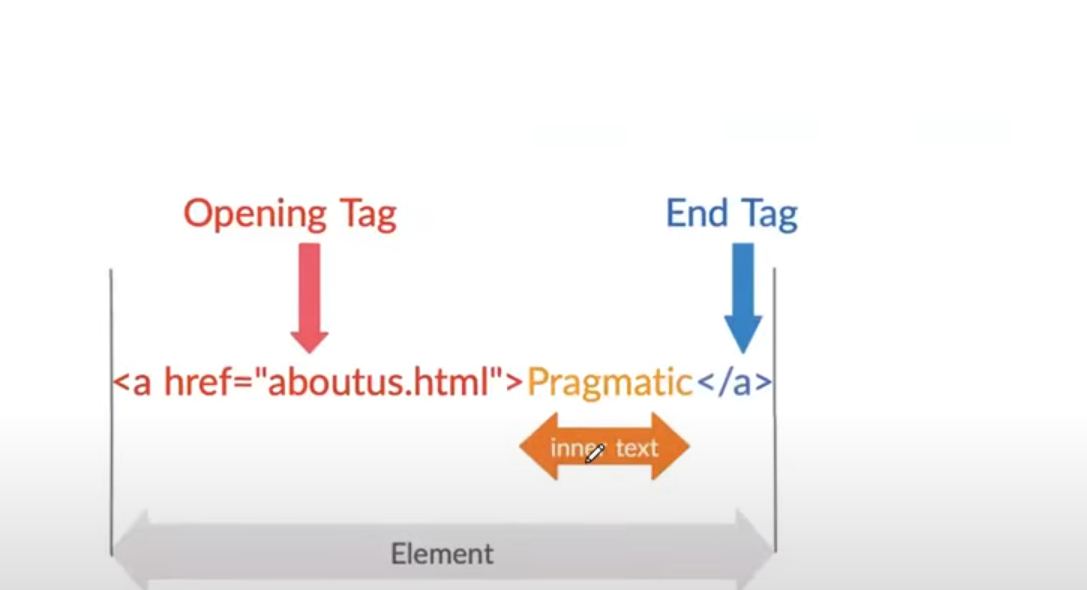 Opening Tag End Tag
<a href="aboutus.html">Pragmatic</a>
inner text
Element